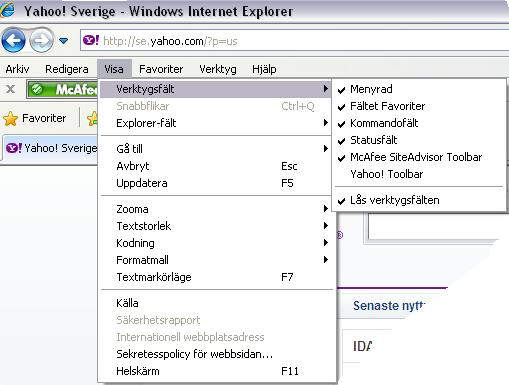 Yahoo! Sverige - Windows Internet Explorer
Y! http://se.yahoo.com/?p=us
Arkiv Redigera Visa Favoriter Verktyg Hjälp
McAfee
Favoriter
Y! Yahoo! Sverige
Verktygsfält
Snabbflikar Ctrl+Q
Explorer-fält
Gå till
Avbryt Esc
Uppdatera F5
Zooma
Textstorlek
Kodning
Formatmall
Textmarkörläge F7
Källa
Säkerhetsrapport
Internationell webbplatsadress
Sekretesspolicy för webbsidan...
Helskärm F11
Menyrad
Fältet Favoriter
Kommandofält
Statusfält
McAfee SiteAdvisor Toolbar
Yahoo! Toolbar
Lås verktygsfälten
®
Senaste nytt
IDA